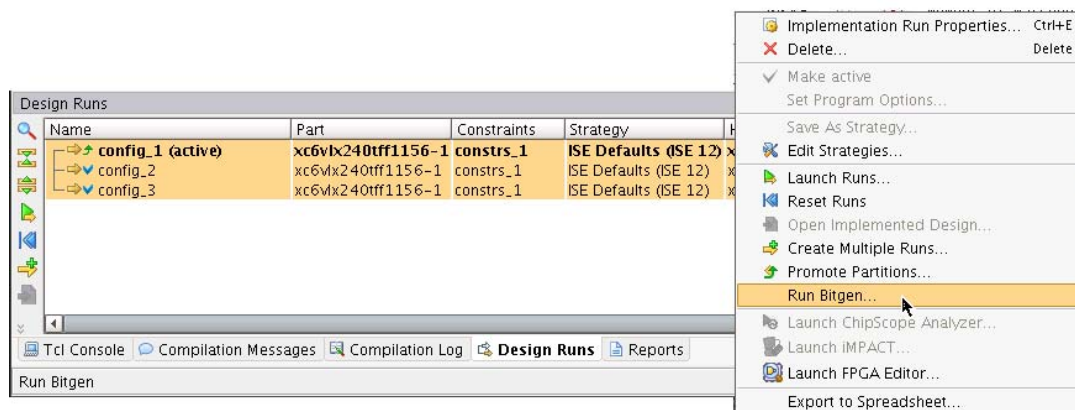 Design Runs
Name Part Constraints Strategy
config_1 (active) xc6vlx240tff1156-1 constrs_1 ISE Defaults (ISE 12)
config_2 xc6vlx240tff1156-1 constrs_1 ISE Defaults (ISE 12)
config_3 xc6vlx240tff1156-1 constrs_1 ISE Defaults (ISE 12)
Tcl Console Compilation Messages Compilation Log Design Runs Reports
Run Bitgen
Implementation Run Properties... Ctrl+E
Delete... Delete
Make active
Set Program Options...
Save As Strategy...
Edit Strategies...
Launch Runs...
Reset Runs
Open Implemented Design...
Create Multiple Runs...
Promote Partitions...
Run Bitgen...
Launch ChipScope Analyzer...
Launch iMPACT...
Launch FPGA Editor...
Export to Spreadsheet...